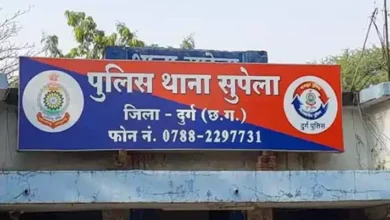 थाना सुपेला
पुलिस थाना सुपेला
जिला - दुर्ग (छ.ग.)
फोन नं. 0788-2297731
दुर्ग पुलिस